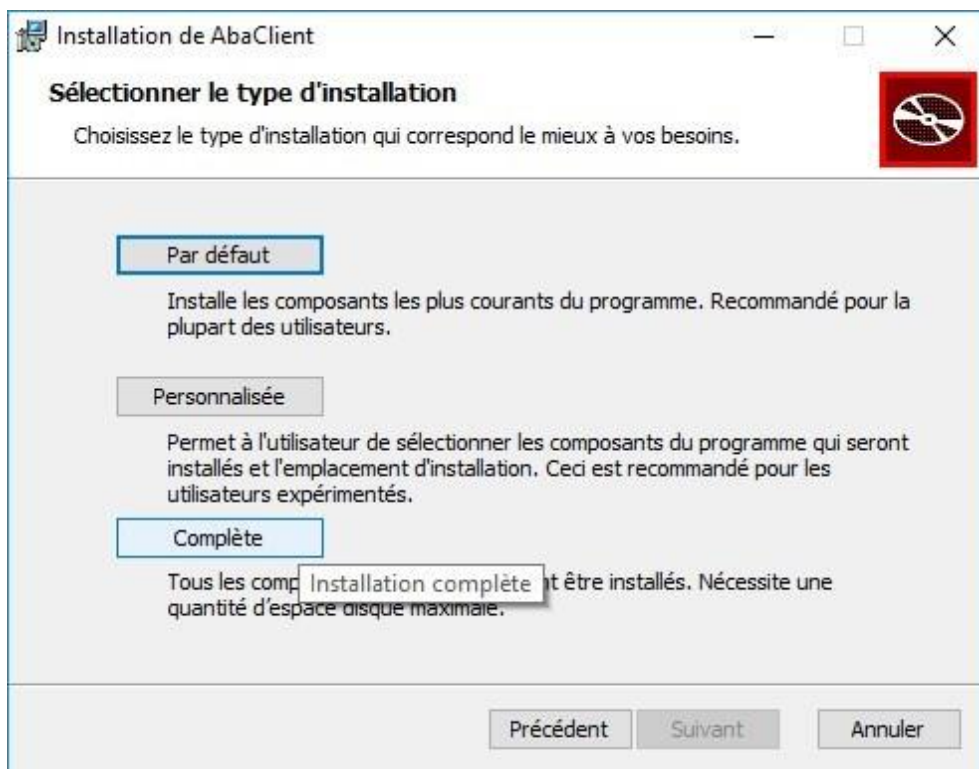 Installation de AbaClient
Sélectionner le type d'installation
Choisissez le type d'installation qui correspond le mieux à vos besoins.
Par défaut
Installe les composants les plus courants du programme. Recommandé pour la
plupart des utilisateurs.
Personnalisée
Permet à l'utilisateur de sélectionner les composants du programme qui seront
installés et l'emplacement d'installation. Ceci est recommandé pour les
utilisateurs expérimentés.
Complète
Tous les être installés. Nécessite une
Installation complète
quantité d’espace disque maximale.
Précédent Suivant Annuler